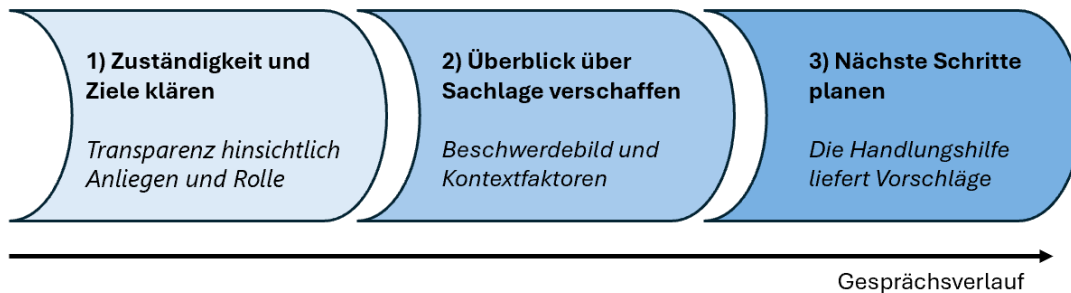 1) Zuständigkeit und
Ziele klären
Transparenz hinsichtlich
Anliegen und Rolle
2) Überblick über
Sachlage verschaffen
Beschwerdebild und
Kontextfaktoren
3) Nächste Schritte
planen
Die Handlungshilfe
liefert Vorschläge
Gesprächsverlauf